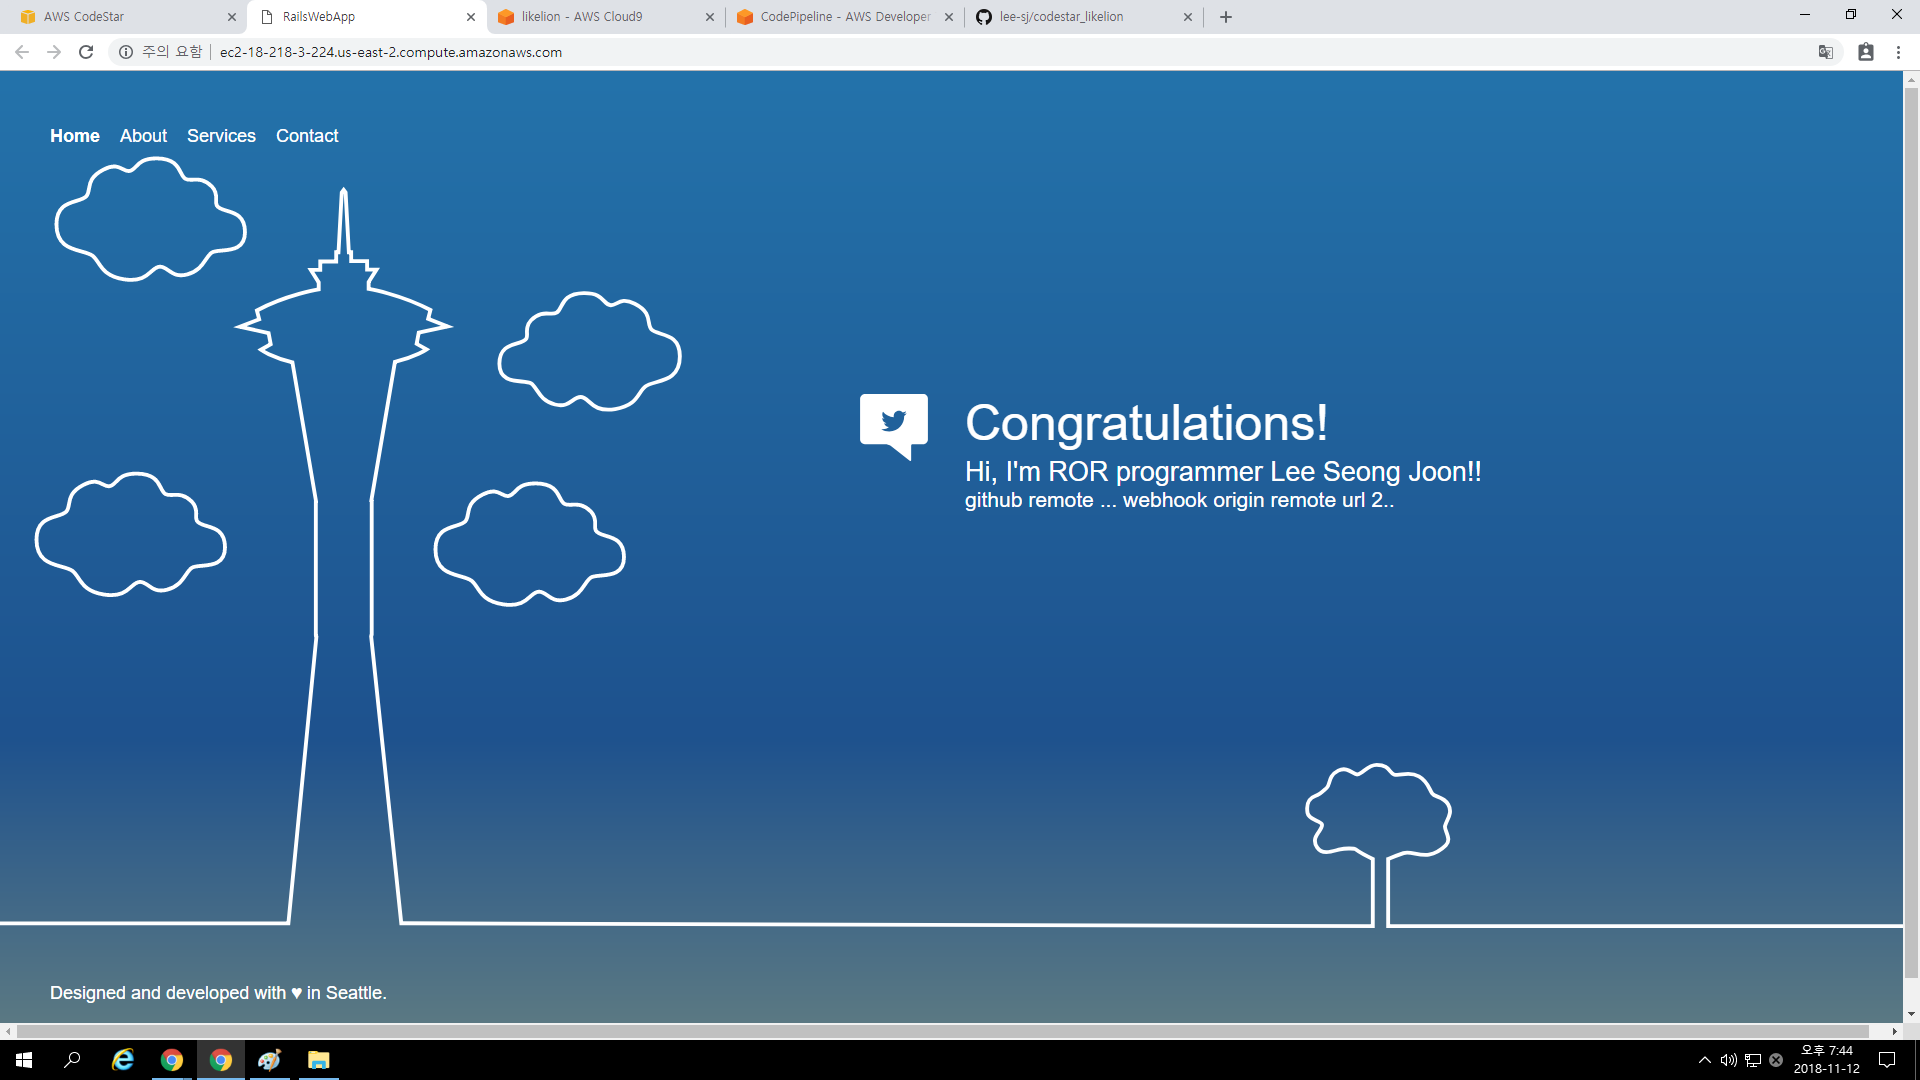 AWS CodeStar
RailsWebApp
likelion - AWS Cloud9
CodePipeline - AWS Developer
lee-sj/codestar_likelion
주의 요함
ec2-18-218-3-224.us-east-2.compute.amazonaws.com
Home About Services Contact
Congratulations!
Hi, I'm ROR programmer Lee Seong Joon!!
github remote ... webhook origin remote url 2..
Designed and developed with ♥ in Seattle.
오후 7:44
2018-11-12